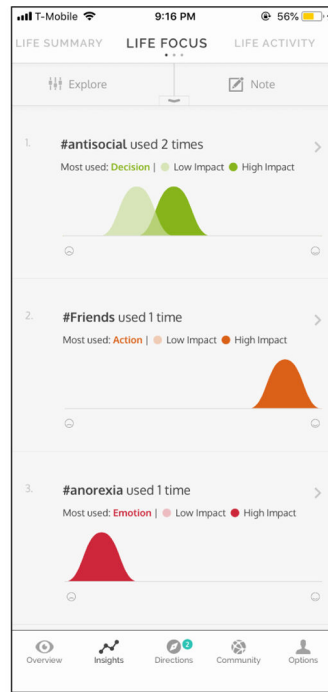 T-Mobile 9:16 PM 56%
LIFE SUMMARY LIFE FOCUS LIFE ACTIVITY
Explore Note
1. #antisocial used 2 times
Most used: Decision | Low Impact High Impact
2. #Friends used 1 time
Most used: Action | Low Impact High Impact
3. #anorexia used 1 time
Most used: Emotion | Low Impact High Impact
2
Overview Insights Directions Community Options